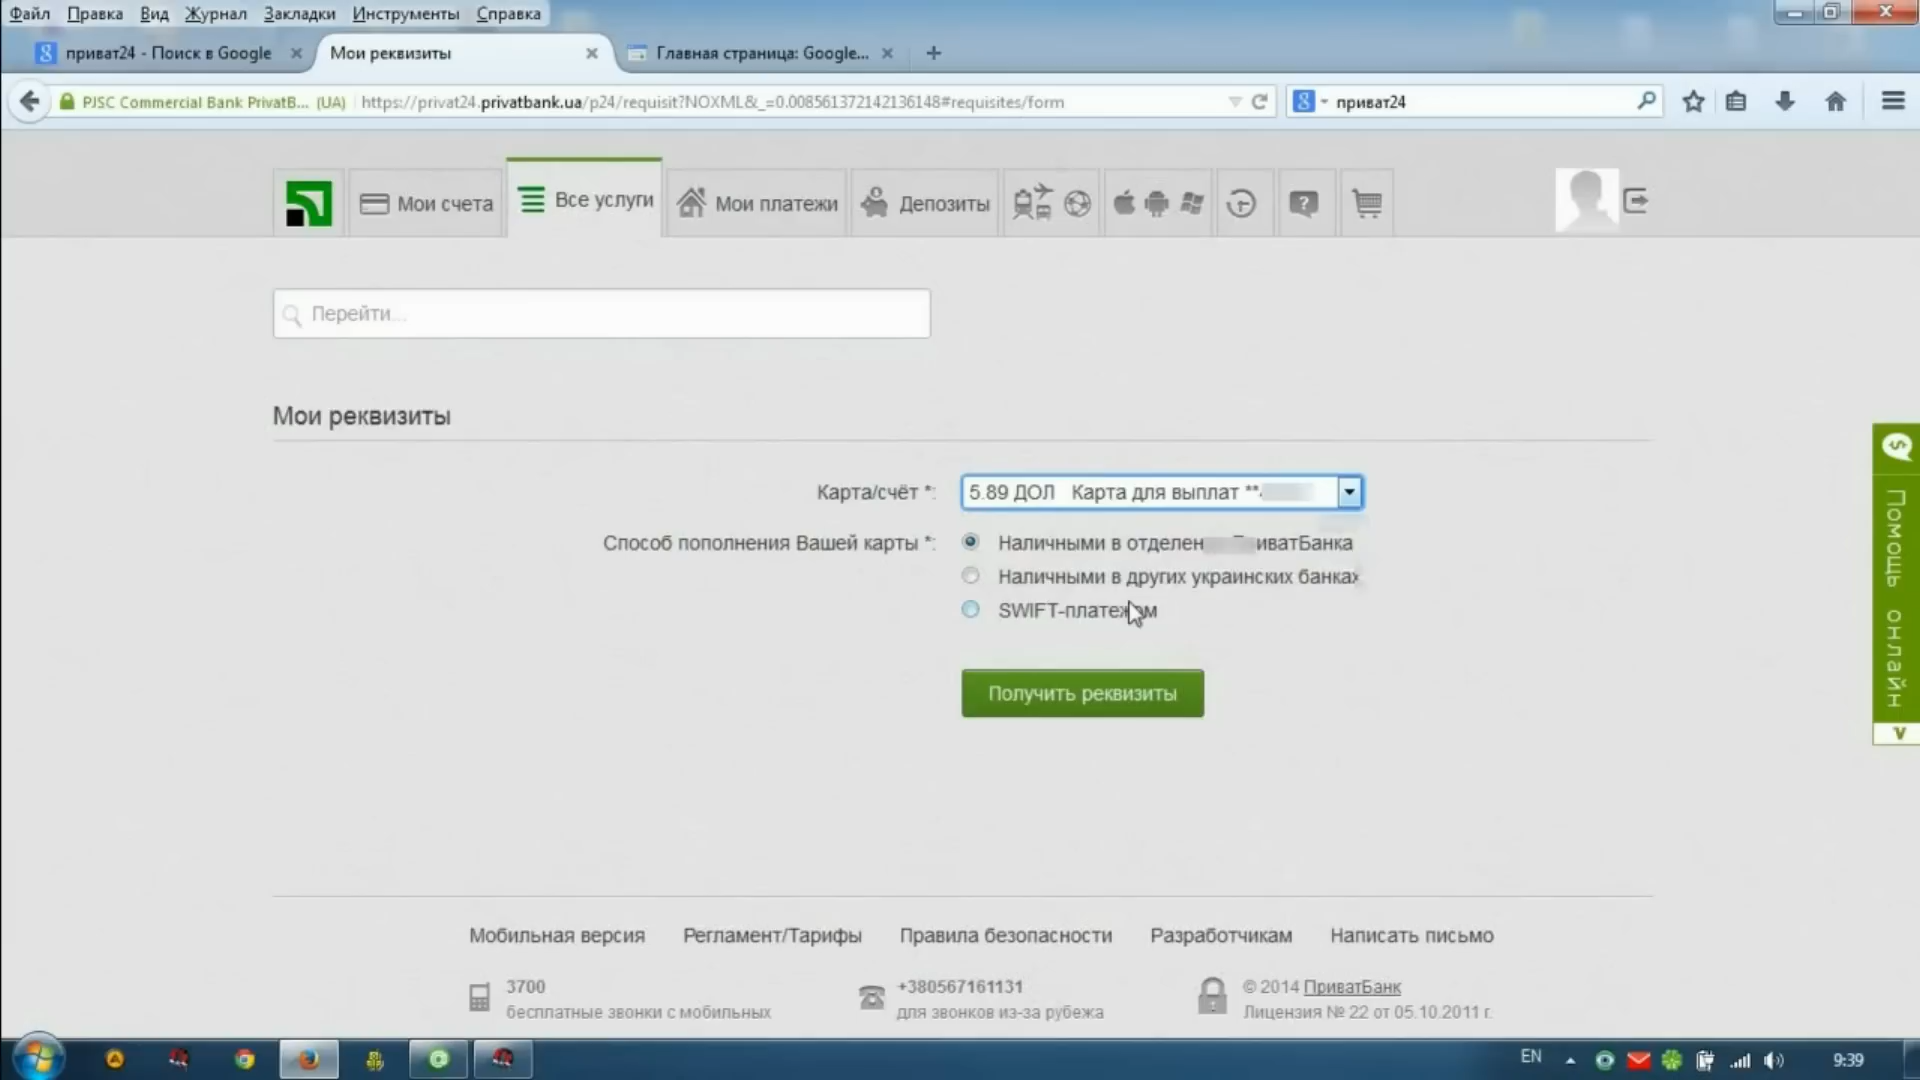 Файл Правка Вид Журнал Закладки Инструменты Справка
приват24 - Поиск в Google
Мои реквизиты
Главная страница: Google...
PJSC Commercial Bank PrivatB... (UA)
https://privat24.privatbank.ua/p24/requisit?NOXML&_=0.008561372142136148#requisites/form
приват24
Мои счета
Все услуги
Мои платежи
Депозиты
Перейти...
Мои реквизиты
Карта/счёт *:
5.89 ДОЛ Карта для выплат **
Способ пополнения Вашей карты *:
Наличными в ПриватБанка
Наличными в других украинских банках
SWIFT-платежом
Получить реквизиты
Помощь онлайн
Мобильная версия Регламент/Тарифы Правила безопасности Разработчикам Написать письмо
3700
бесплатные звонки с мобильных
+380567161131
для звонков из-за рубежа
© 2014 ПриватБанк
Лицензия № 22 от 05.10.2011 г.
EN
9:39